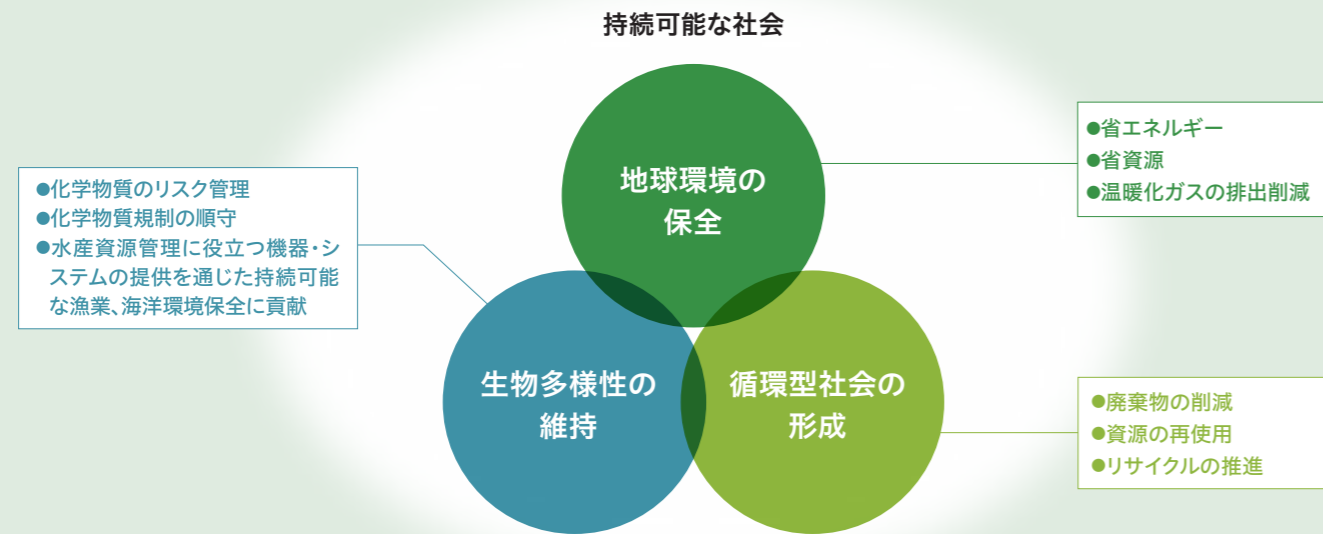 持続可能な社会
地球環境の
保全
●省エネルギー
●省資源
●温暖化ガスの排出削減
●化学物質のリスク管理
●化学物質規制の順守
●水産資源管理に役立つ機器・シ
ステムの提供を通じた持続可能
な漁業、海洋環境保全に貢献
生物多様性の
維持
循環型社会の
形成
●廃棄物の削減
●資源の再使用
●リサイクルの推進